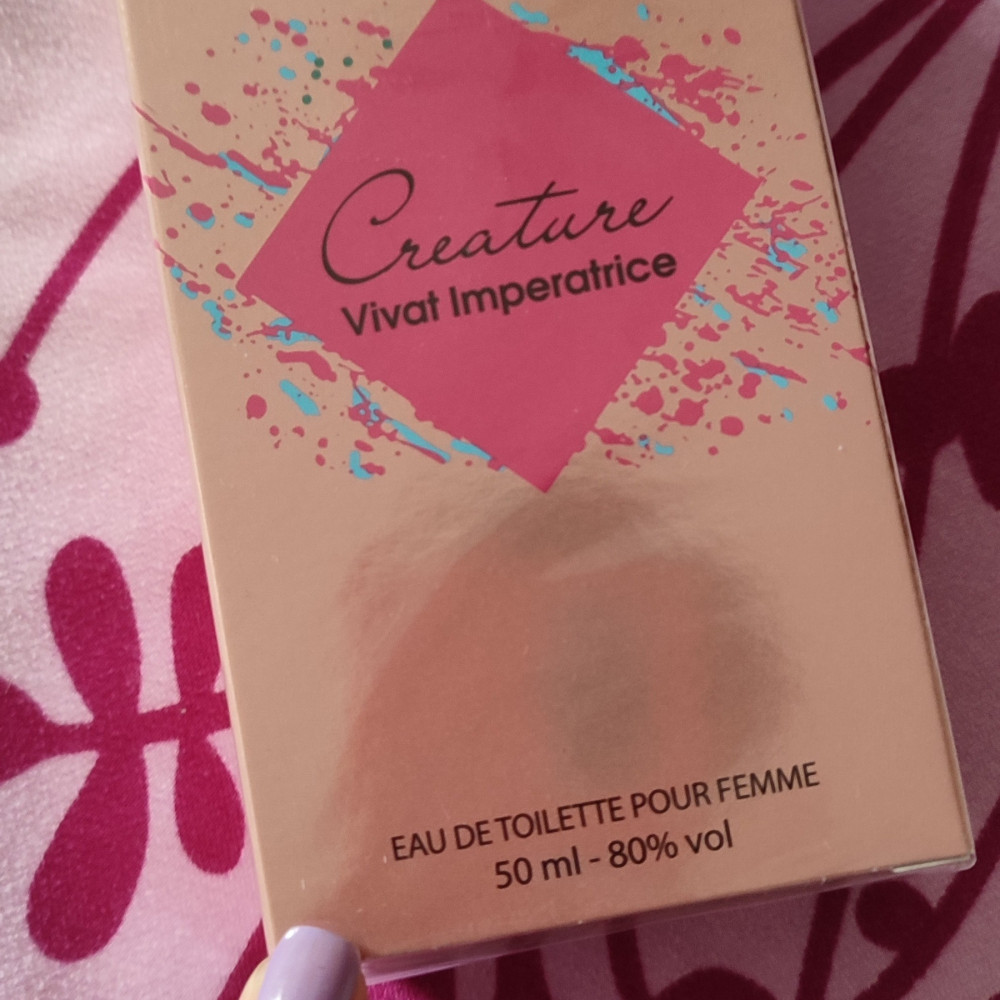 Creature
Vivat Imperatrice
EAU DE TOILETTE POUR FEMME
50 ml - 80% vol